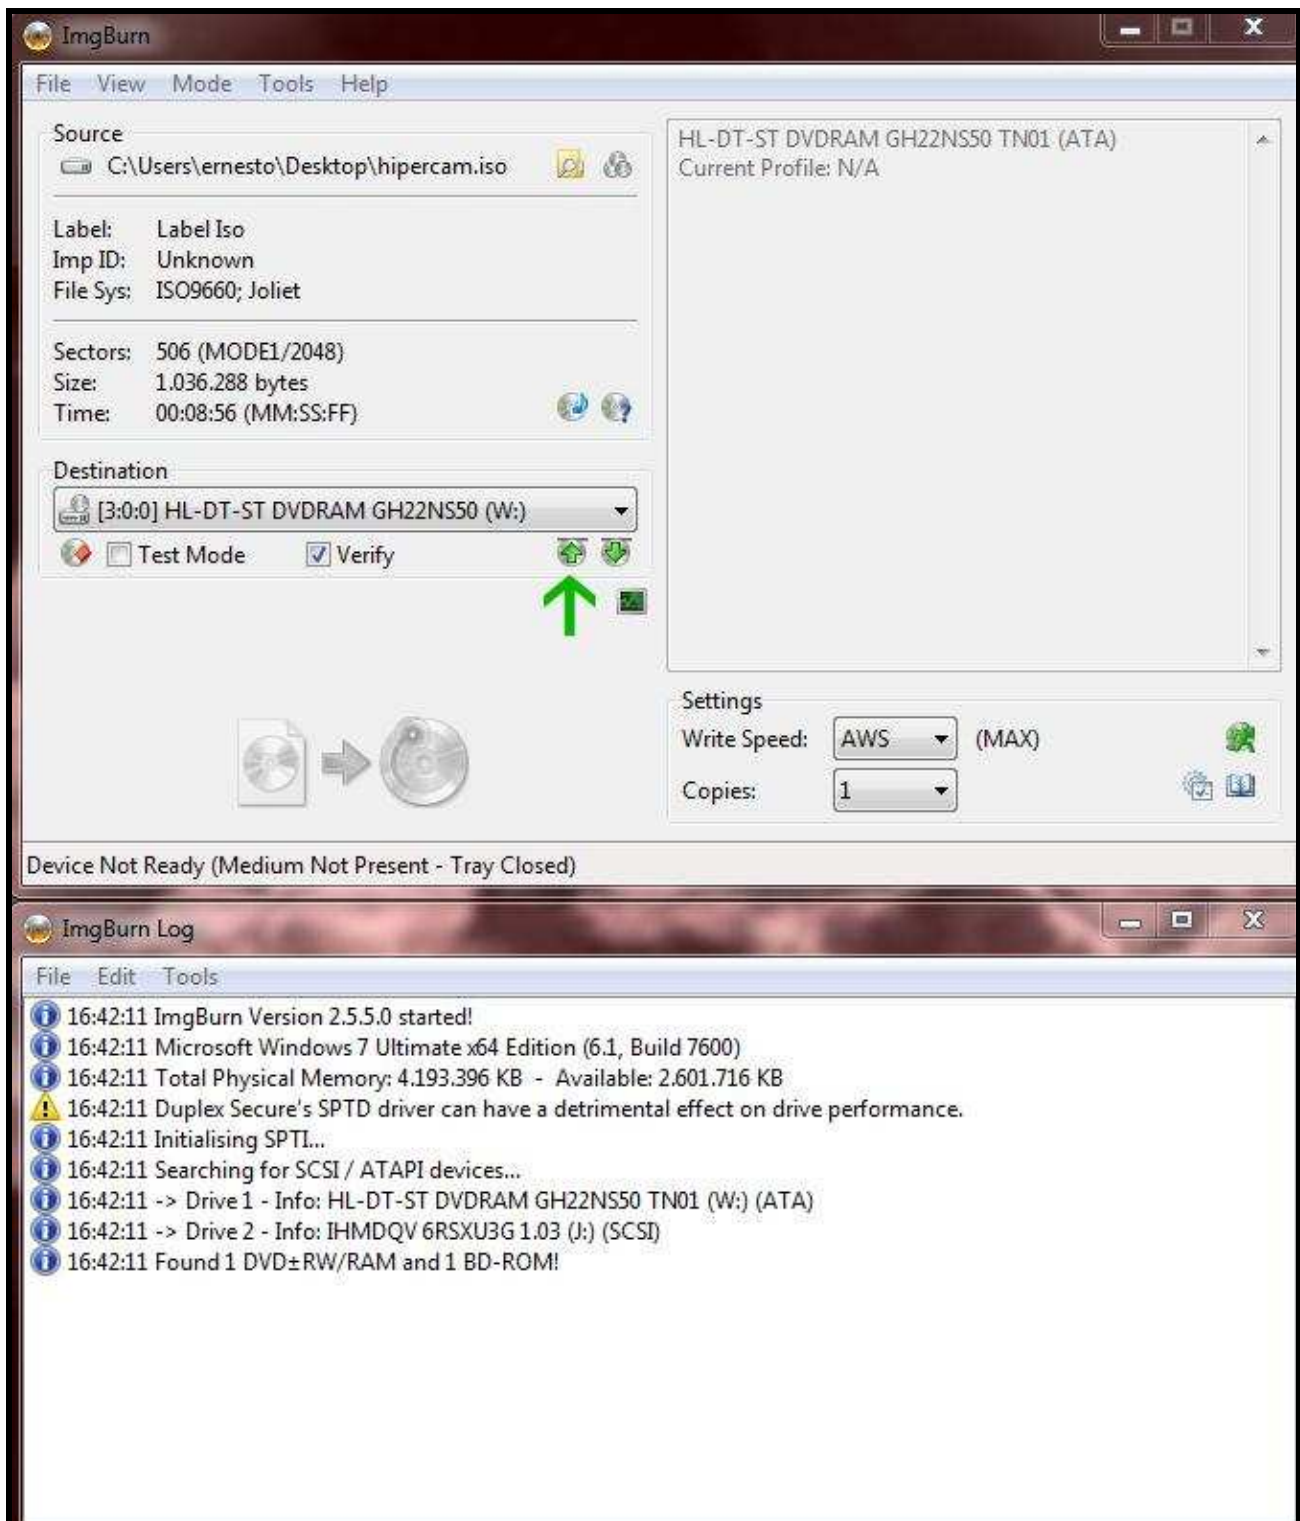 ImgBurn
File View Mode Tools Help
Source
C:\Users\ernesto\Desktop\hipercam.iso
Label: Label Iso
Imp ID: Unknown
File Sys: ISO9660; Joliet
Sectors: 506 (MODE1/2048)
Size: 1.036.288 bytes
Time: 00:08:56 (MM:SS:FF)
Destination
[3:0:0] HL-DT-ST DVDRAM GH22NS50 (W:)
Test Mode Verify
HL-DT-ST DVDRAM GH22NS50 TN01 (ATA)
Current Profile: N/A
Settings
Write Speed: AWS (MAX)
Copies: 1
Device Not Ready (Medium Not Present - Tray Closed)
ImgBurn Log
File Edit Tools
16:42:11 ImgBurn Version 2.5.5.0 started!
16:42:11 Microsoft Windows 7 Ultimate x64 Edition (6.1, Build 7600)
16:42:11 Total Physical Memory: 4.193.396 KB - Available: 2.601.716 KB
16:42:11 Duplex Secure's SPTD driver can have a detrimental effect on drive performance.
16:42:11 Initialising SPTI...
16:42:11 Searching for SCSI / ATAPI devices...
16:42:11 -> Drive 1 - Info: HL-DT-ST DVDRAM GH22NS50 TN01 (W:) (ATA)
16:42:11 -> Drive 2 - Info: IHMDQV 6RSXU3G 1.03 (J:) (SCSI)
16:42:11 Found 1 DVD±RW/RAM and 1 BD-ROM!